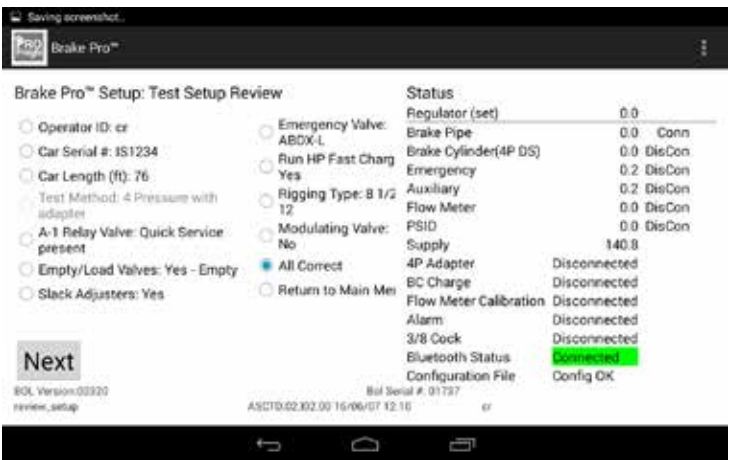 Saving screenshot..
PRO
Brake Pro™
Brake Pro™ Setup: Test Setup Review
Operator ID: cr
Car Serial #: IS1234
Car Length (ft): 76
Test Method: 4 Pressure with
adapter
A-1 Relay Valve: Quick Service
present
Empty/Load Valves: Yes - Empty
Slack Adjusters: Yes
Emergency Valve:
ABDX-L
Run HP Fast Charg
Yes
Rigging Type: 8 1/2
12
Modulating Valve:
No
All Correct
Return to Main Me
Next
Status
Regulator (set) 0.0
Brake Pipe 0.0 Conn
Brake Cylinder(4P DS) 0.0 DisCon
Emergency 0.2 DisCon
Auxiliary 0.2 DisCon
Flow Meter 0.0 DisCon
PSID 0.0 DisCon
Supply 140.8
4P Adapter Disconnected
BC Charge Disconnected
Flow Meter Calibration Disconnected
Alarm Disconnected
3/8 Cock Disconnected
Bluetooth Status Connected
Configuration File Config OK
BOL Version:00320
Bol Serial #: 01737
review_setup
16/06/07 12:16
cr